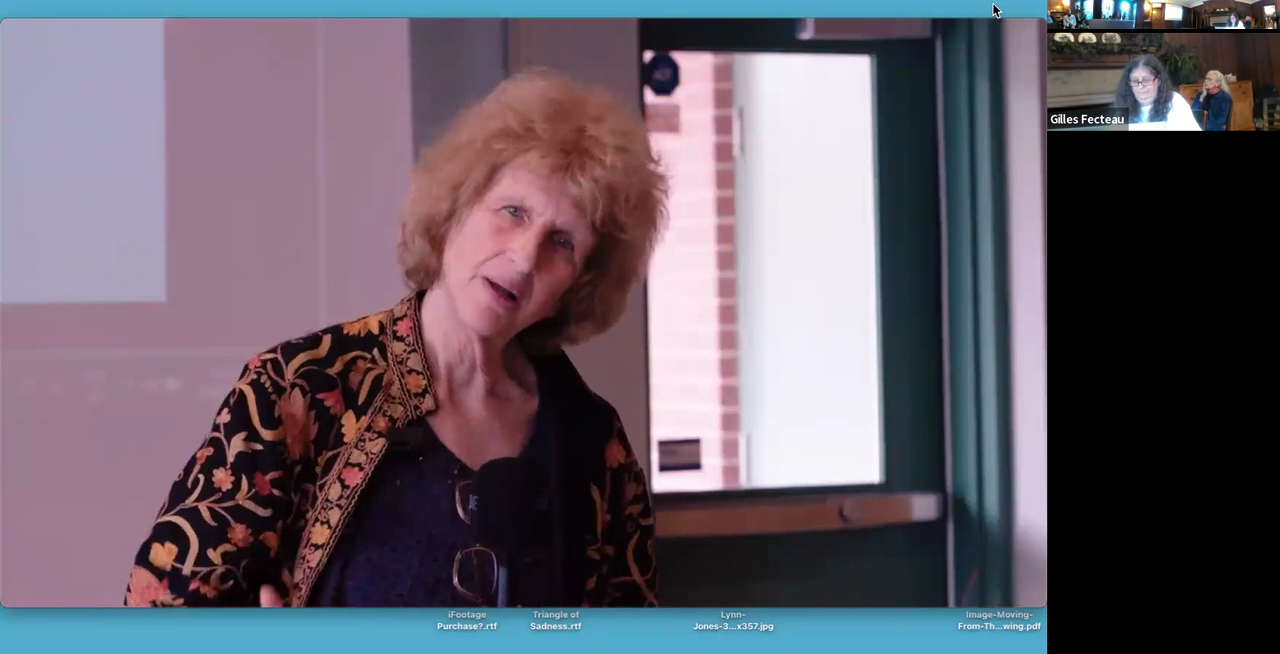 Gilles Fecteau
iFotage
Purchase?.rtf
Triangle of
Sadness.rtf
Lynn-
Jones-3...x357.jpg
Image-Moving-
From-Th...wing.pdf